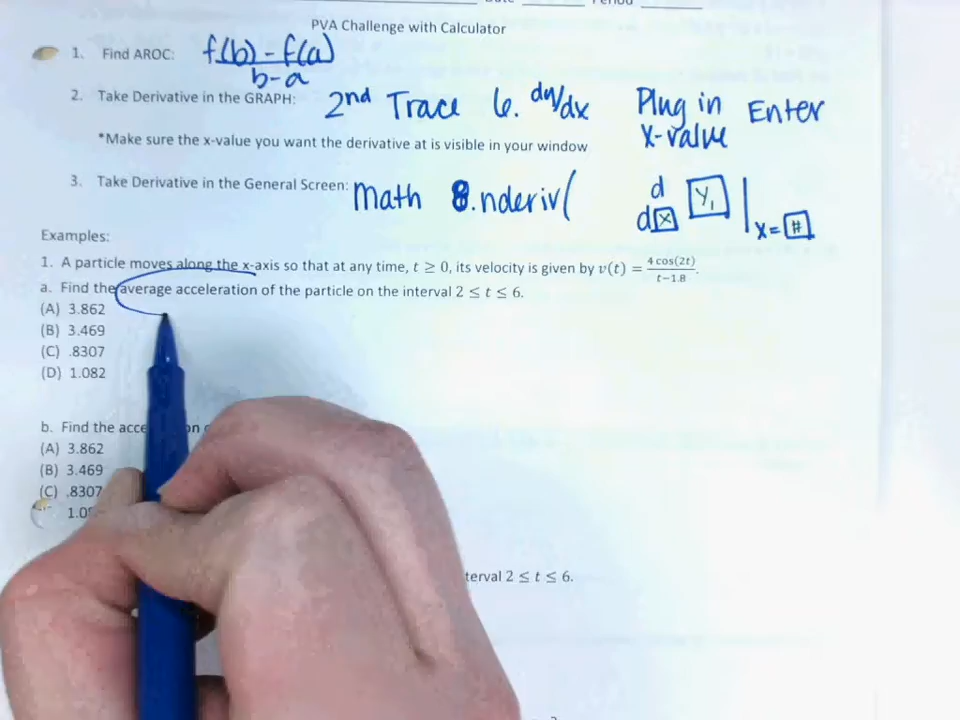 PVA Challenge with Calculator
1. Find AROC: f(b) - f(a) / b - a
2. Take Derivative in the GRAPH: 2nd Trace 6. dy/dx Plug in x-value Enter
*Make sure the x-value you want the derivative at is visible in your window
3. Take Derivative in the General Screen: Math 8. nderiv( d/d[x] [Y₁] | x=[#]
Examples:
1. A particle moves along the x-axis so that at any time, t ≥ 0, its velocity is given by v(t) = 4 cos(2t) / t−1.8.
a. Find the average acceleration of the particle on the interval 2 ≤ t ≤ 6.
(A) 3.862
(B) 3.469
(C) .8307
(D) 1.082
b. Find the
(A) 3.862
(B) 3.469
(C) .8307
2 ≤ t ≤ 6.